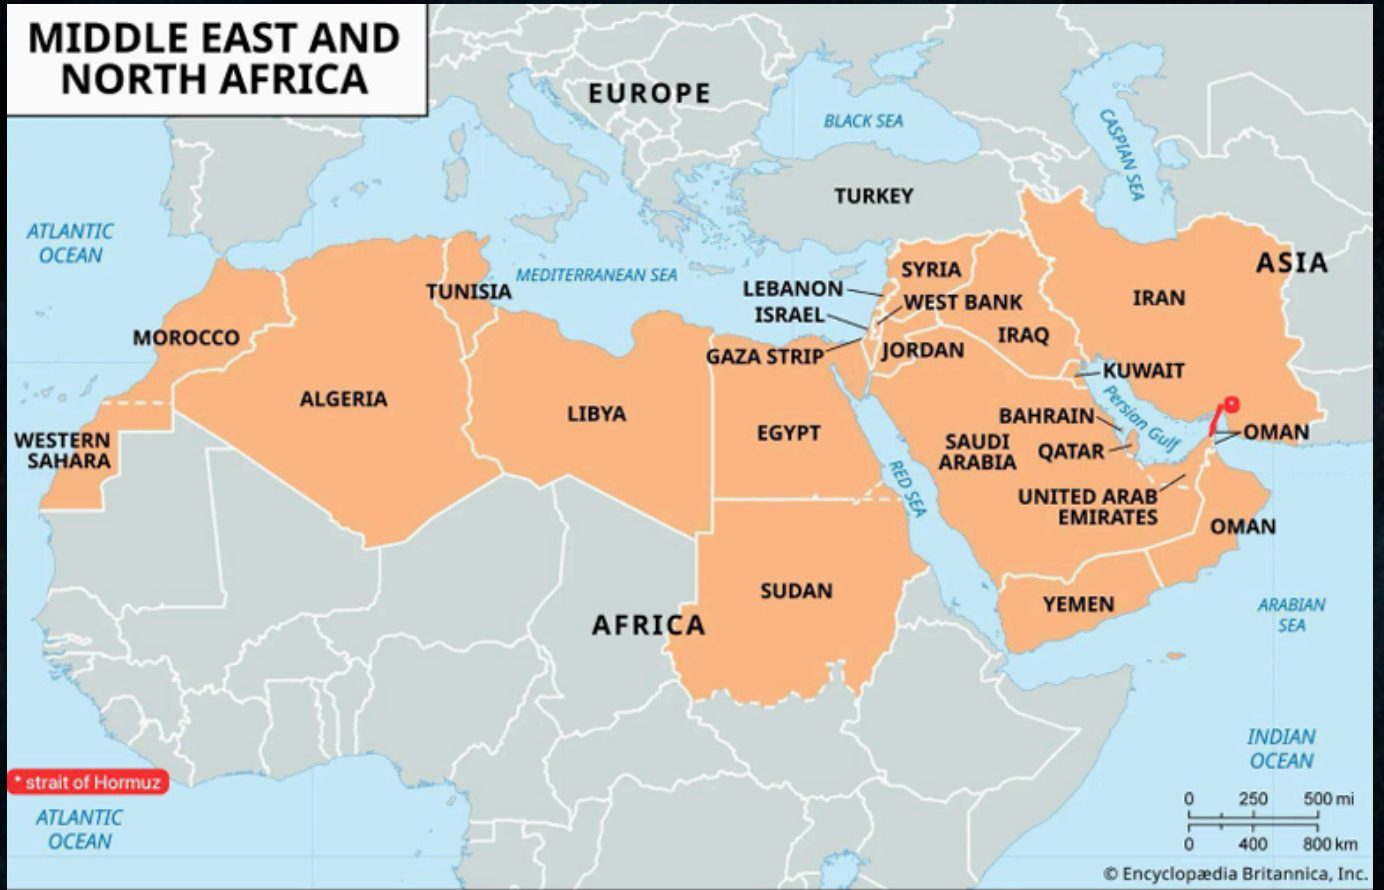 MIDDLE EAST AND
NORTH AFRICA
EUROPE
BLACK SEA
CASPIAN SEA
TURKEY
ATLANTIC
OCEAN
ASIA
MEDITERRANEAN SEA
SYRIA
TUNISIA
LEBANON
WEST BANK
IRAN
ISRAEL
MOROCCO
IRAQ
GAZA STRIP
JORDAN
KUWAIT
ALGERIA
LIBYA
Persian Gulf
BAHRAIN
EGYPT
OMAN
WESTERN
SAHARA
SAUDI
ARABIA
QATAR
RED SEA
UNITED ARAB
EMIRATES
OMAN
SUDAN
YEMEN
ARABIAN
SEA
AFRICA
INDIAN
OCEAN
* strait of Hormuz
ATLANTIC
OCEAN
0 250 500 mi
0 400 800 km
© Encyclopædia Britannica, Inc.